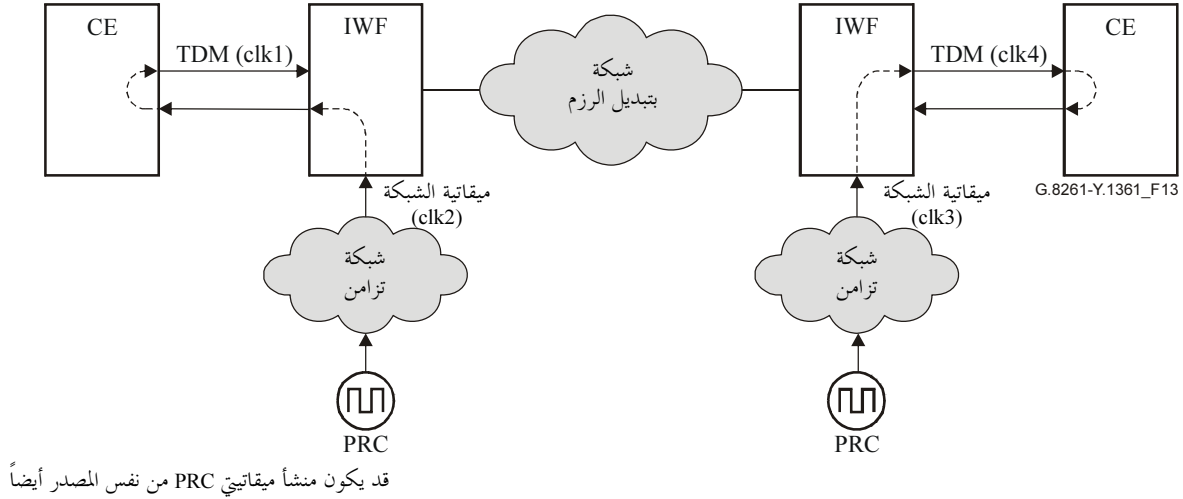 CE
IWF
IWF
CE
TDM (clk1)
TDM (clk4)
شبكة
بتبديل الرزم
ميقاتية الشبكة
(clk2)
ميقاتية الشبكة
(clk3)
G.8261-Y.1361_F13
شبكة
تزامن
شبكة
تزامن
PRC
PRC
قد يكون منشأ ميقاتيتي PRC من نفس المصدر أيضاً